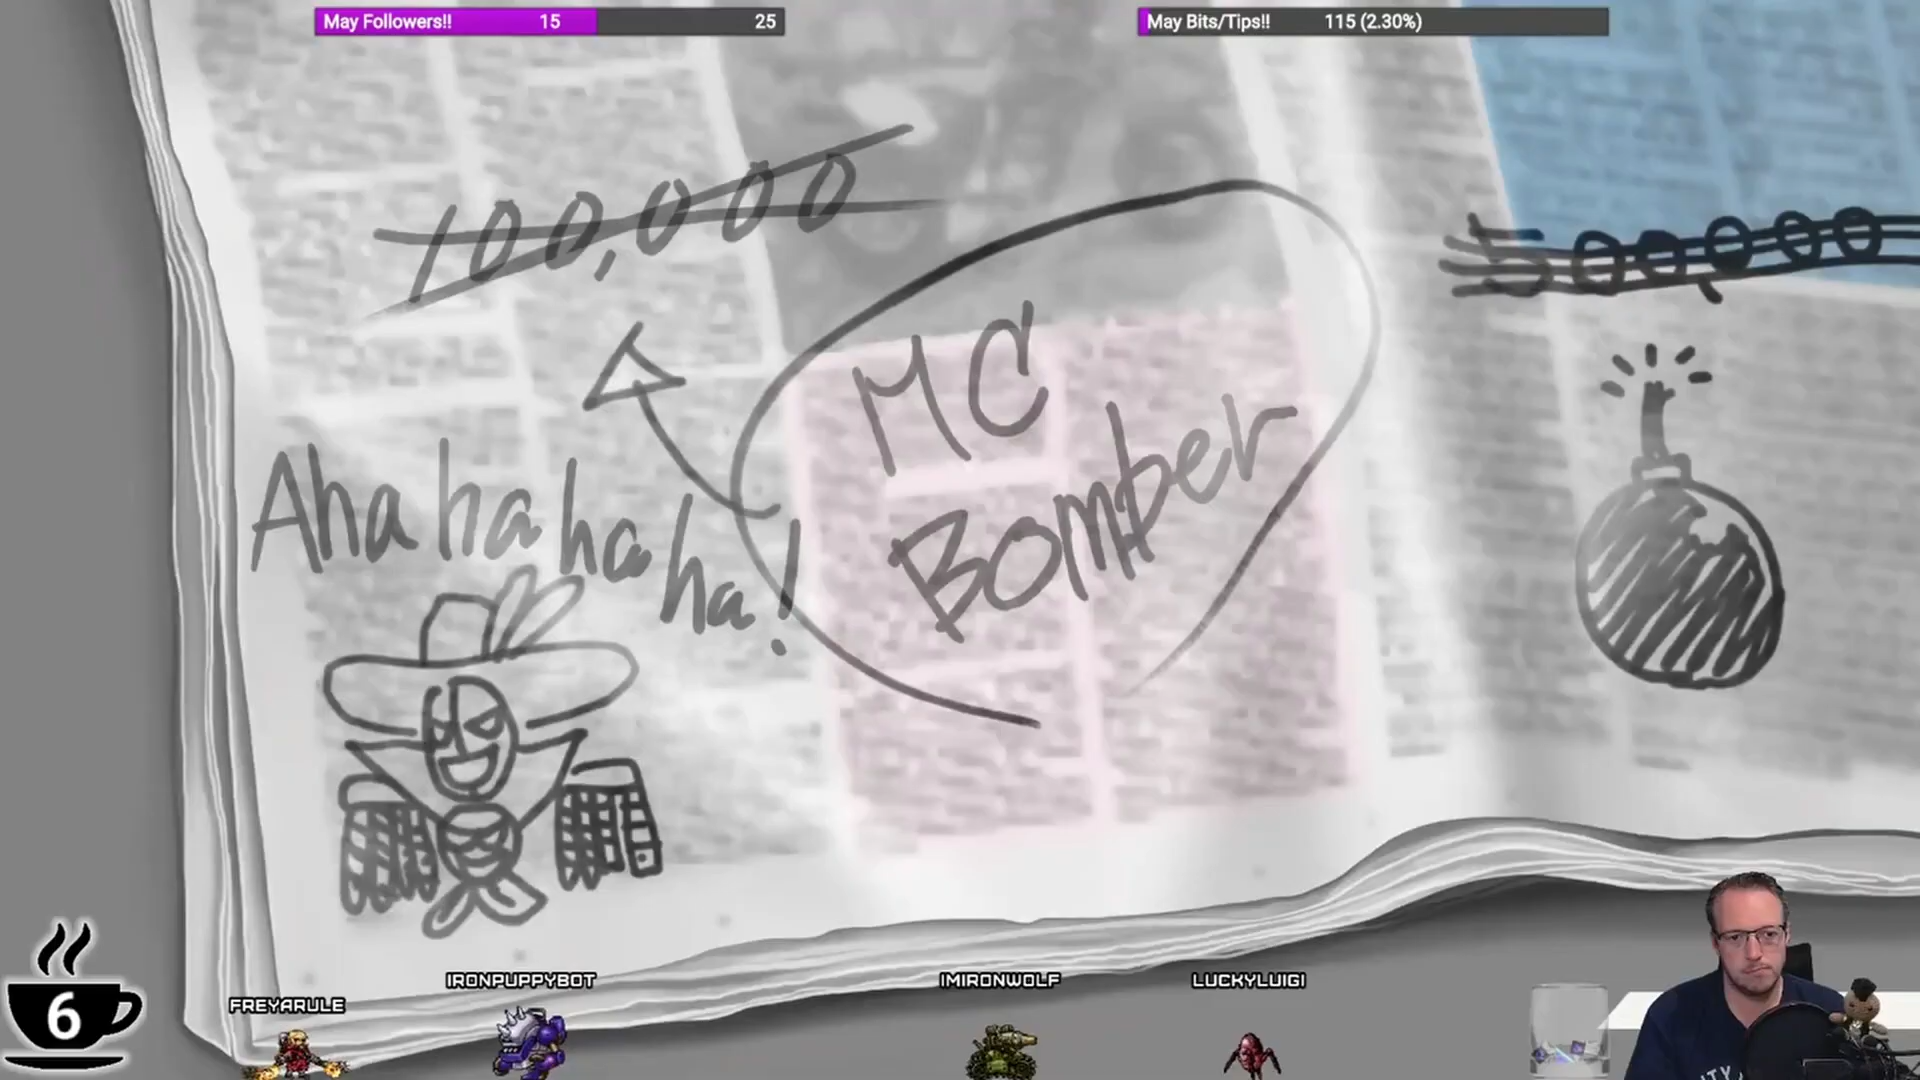 May Followers!! 15 25
May Bits/Tips!! 115 (2.30%)
100,000
500,000
MC
Bomber
Ahahahaha!
FREYARULE
IRONPUPPYBOT
IMIRONWOLF
LUCKYLUIGI
6